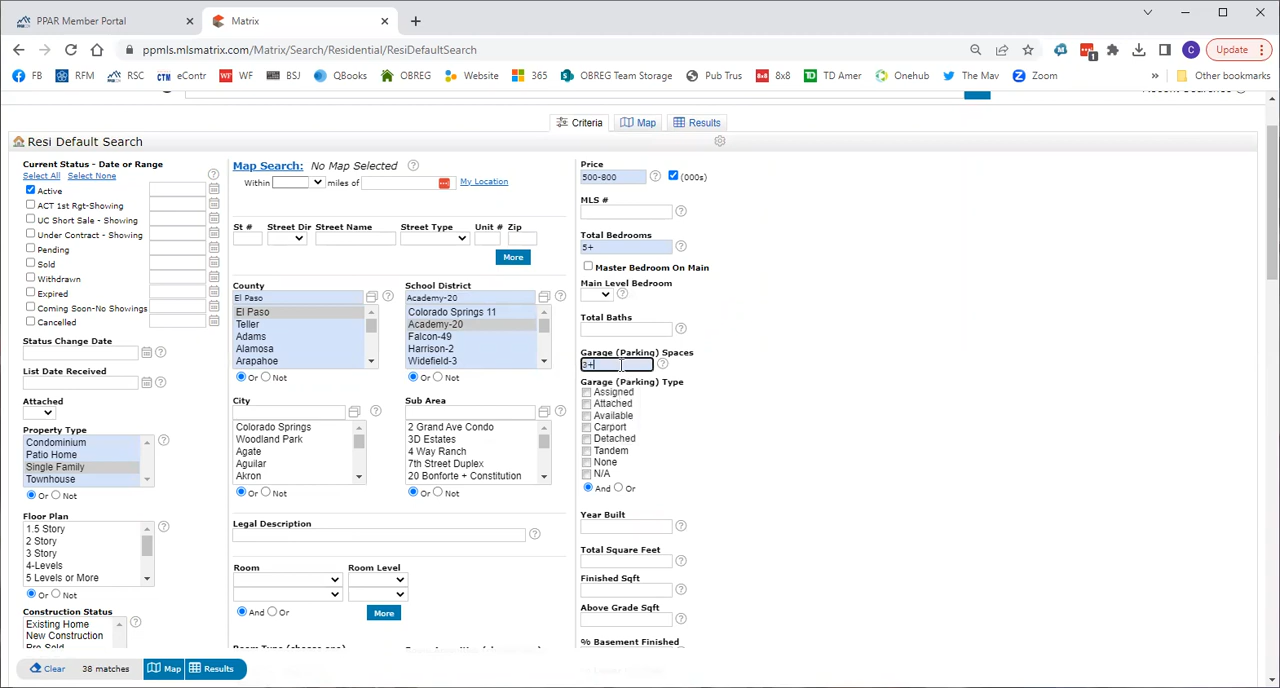 PPAR Member Portal
Matrix
ppmls.mlsmatrix.com/Matrix/Search/Residential/ResiDefaultSearch
C
Update
1
FB RFM RSC eContr WF BSJ QBooks OBREG Website 365 OBREG Team Storage Pub Trus 8x8 TD Amer Onehub The Mav Zoom » Other bookmarks
Criteria Map Results
Resi Default Search
Current Status - Date or Range
Select All Select None
Active
ACT 1st Rgt-Showing
UC Short Sale - Showing
Under Contract - Showing
Pending
Sold
Withdrawn
Expired
Coming Soon-No Showings
Cancelled
Status Change Date
List Date Received
Attached
Property Type
Condominium
Patio Home
Single Family
Townhouse
Or Not
Floor Plan
1.5 Story
2 Story
3 Story
4-Levels
5 Levels or More
Or Not
Construction Status
Existing Home
New Construction
Map Search: No Map Selected
Within miles of My Location
St # Street Dir Street Name Street Type Unit # Zip
More
County
El Paso
El Paso
Teller
Adams
Alamosa
Arapahoe
Or Not
School District
Academy-20
Colorado Springs 11
Academy-20
Falcon-49
Harrison-2
Widefield-3
Or Not
City
Colorado Springs
Woodland Park
Agate
Aguilar
Akron
Or Not
Sub Area
2 Grand Ave Condo
3D Estates
4 Way Ranch
7th Street Duplex
20 Bonforte + Constitution
Or Not
Legal Description
Room Room Level
And Or
More
Price
500-800 (000s)
MLS #
Total Bedrooms
5+
Master Bedroom On Main
Main Level Bedroom
Total Baths
Garage (Parking) Spaces
3+
Garage (Parking) Type
Assigned
Attached
Available
Carport
Detached
Tandem
None
N/A
And Or
Year Built
Total Square Feet
Finished Sqft
Above Grade Sqft
% Basement Finished
Clear 38 matches Map Results